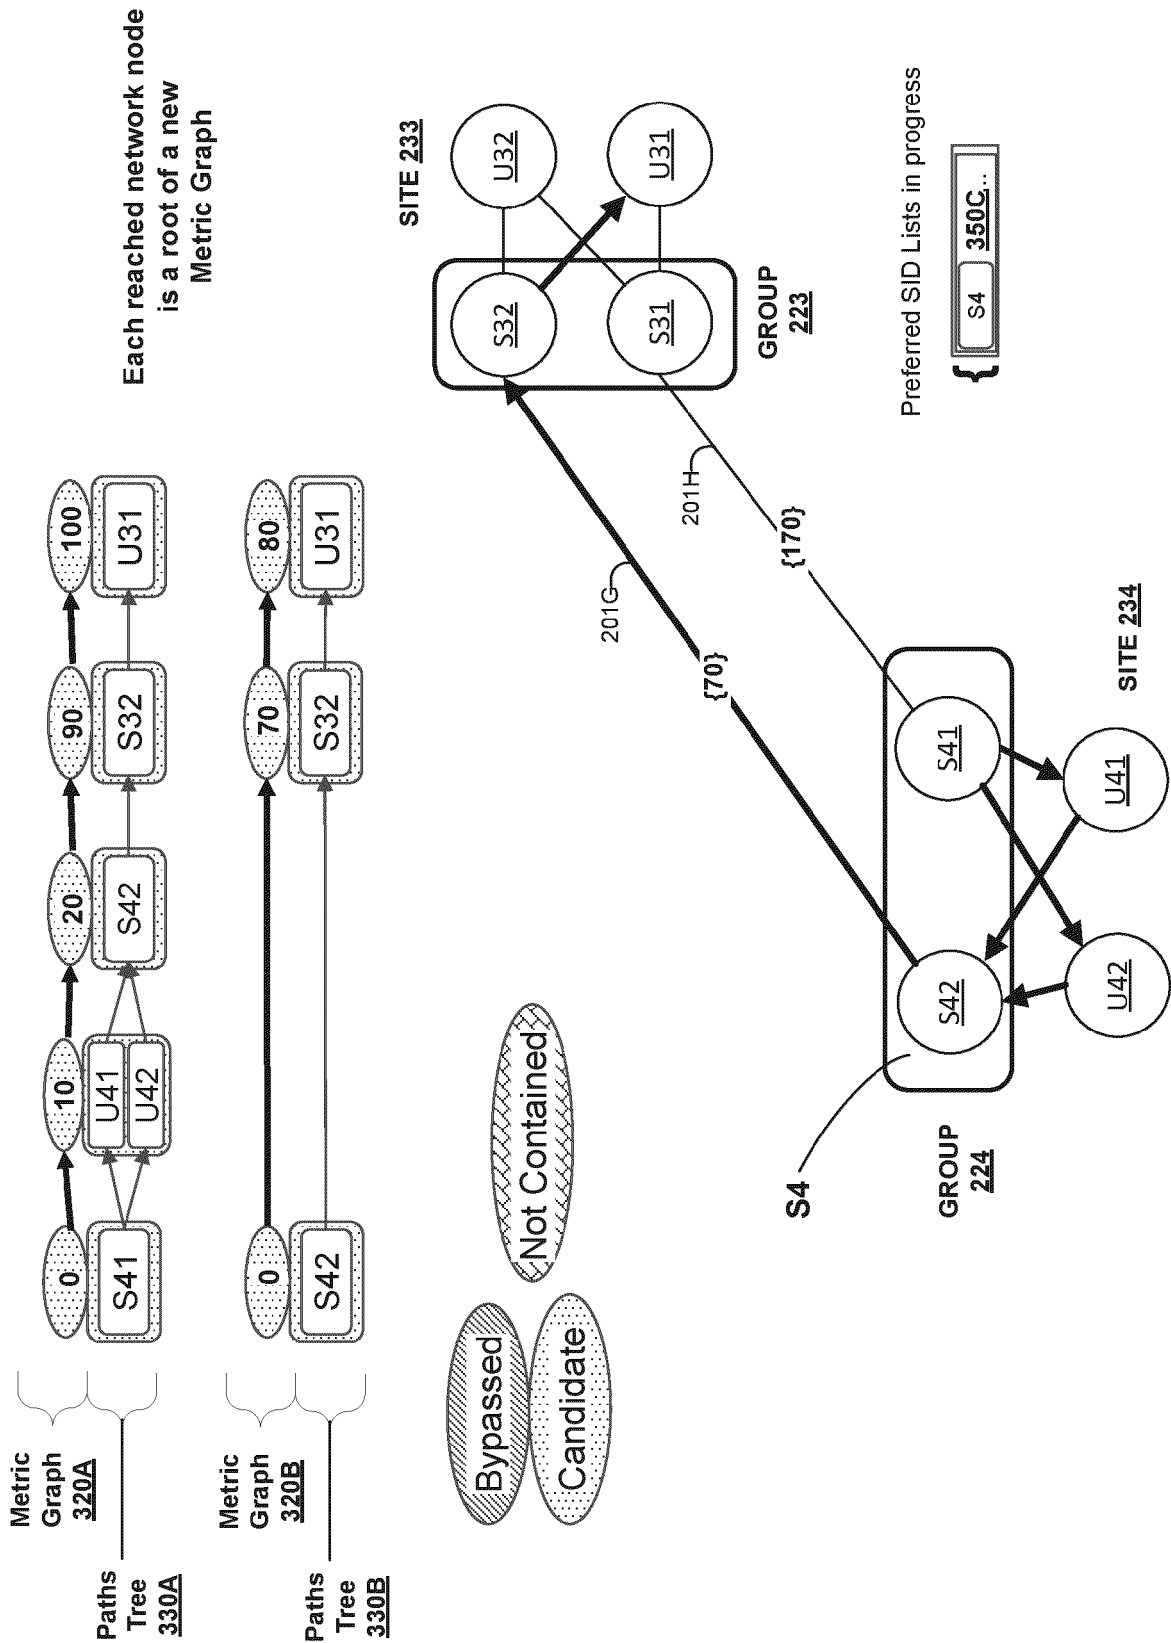 Each reached network node
is a root of a new
Metric Graph
Metric
Graph
320A
Paths
Tree
330A
0
10
20
90
100
S41
U41
U42
S42
S32
U31
Metric
Graph
320B
Paths
Tree
330B
0
70
80
S42
S32
U31
Bypassed
Candidate
Not Contained
SITE 233
U32
U31
S32
S31
GROUP
223
201G
201H
{70}
{170}
S4
GROUP
224
S42
S41
U42
U41
SITE 234
Preferred SID Lists in progress
{
S4
350C,..
}